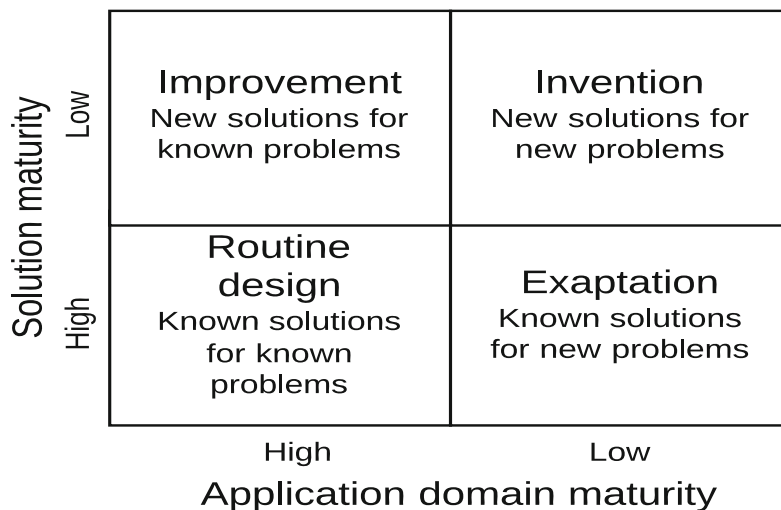 Improvement
New solutions for
known problems
Invention
New solutions for
new problems
Routine
design
Known solutions
for known
problems
Exaptation
Known solutions
for new problems
Solution maturity
Low
High
High
Low
Application domain maturity